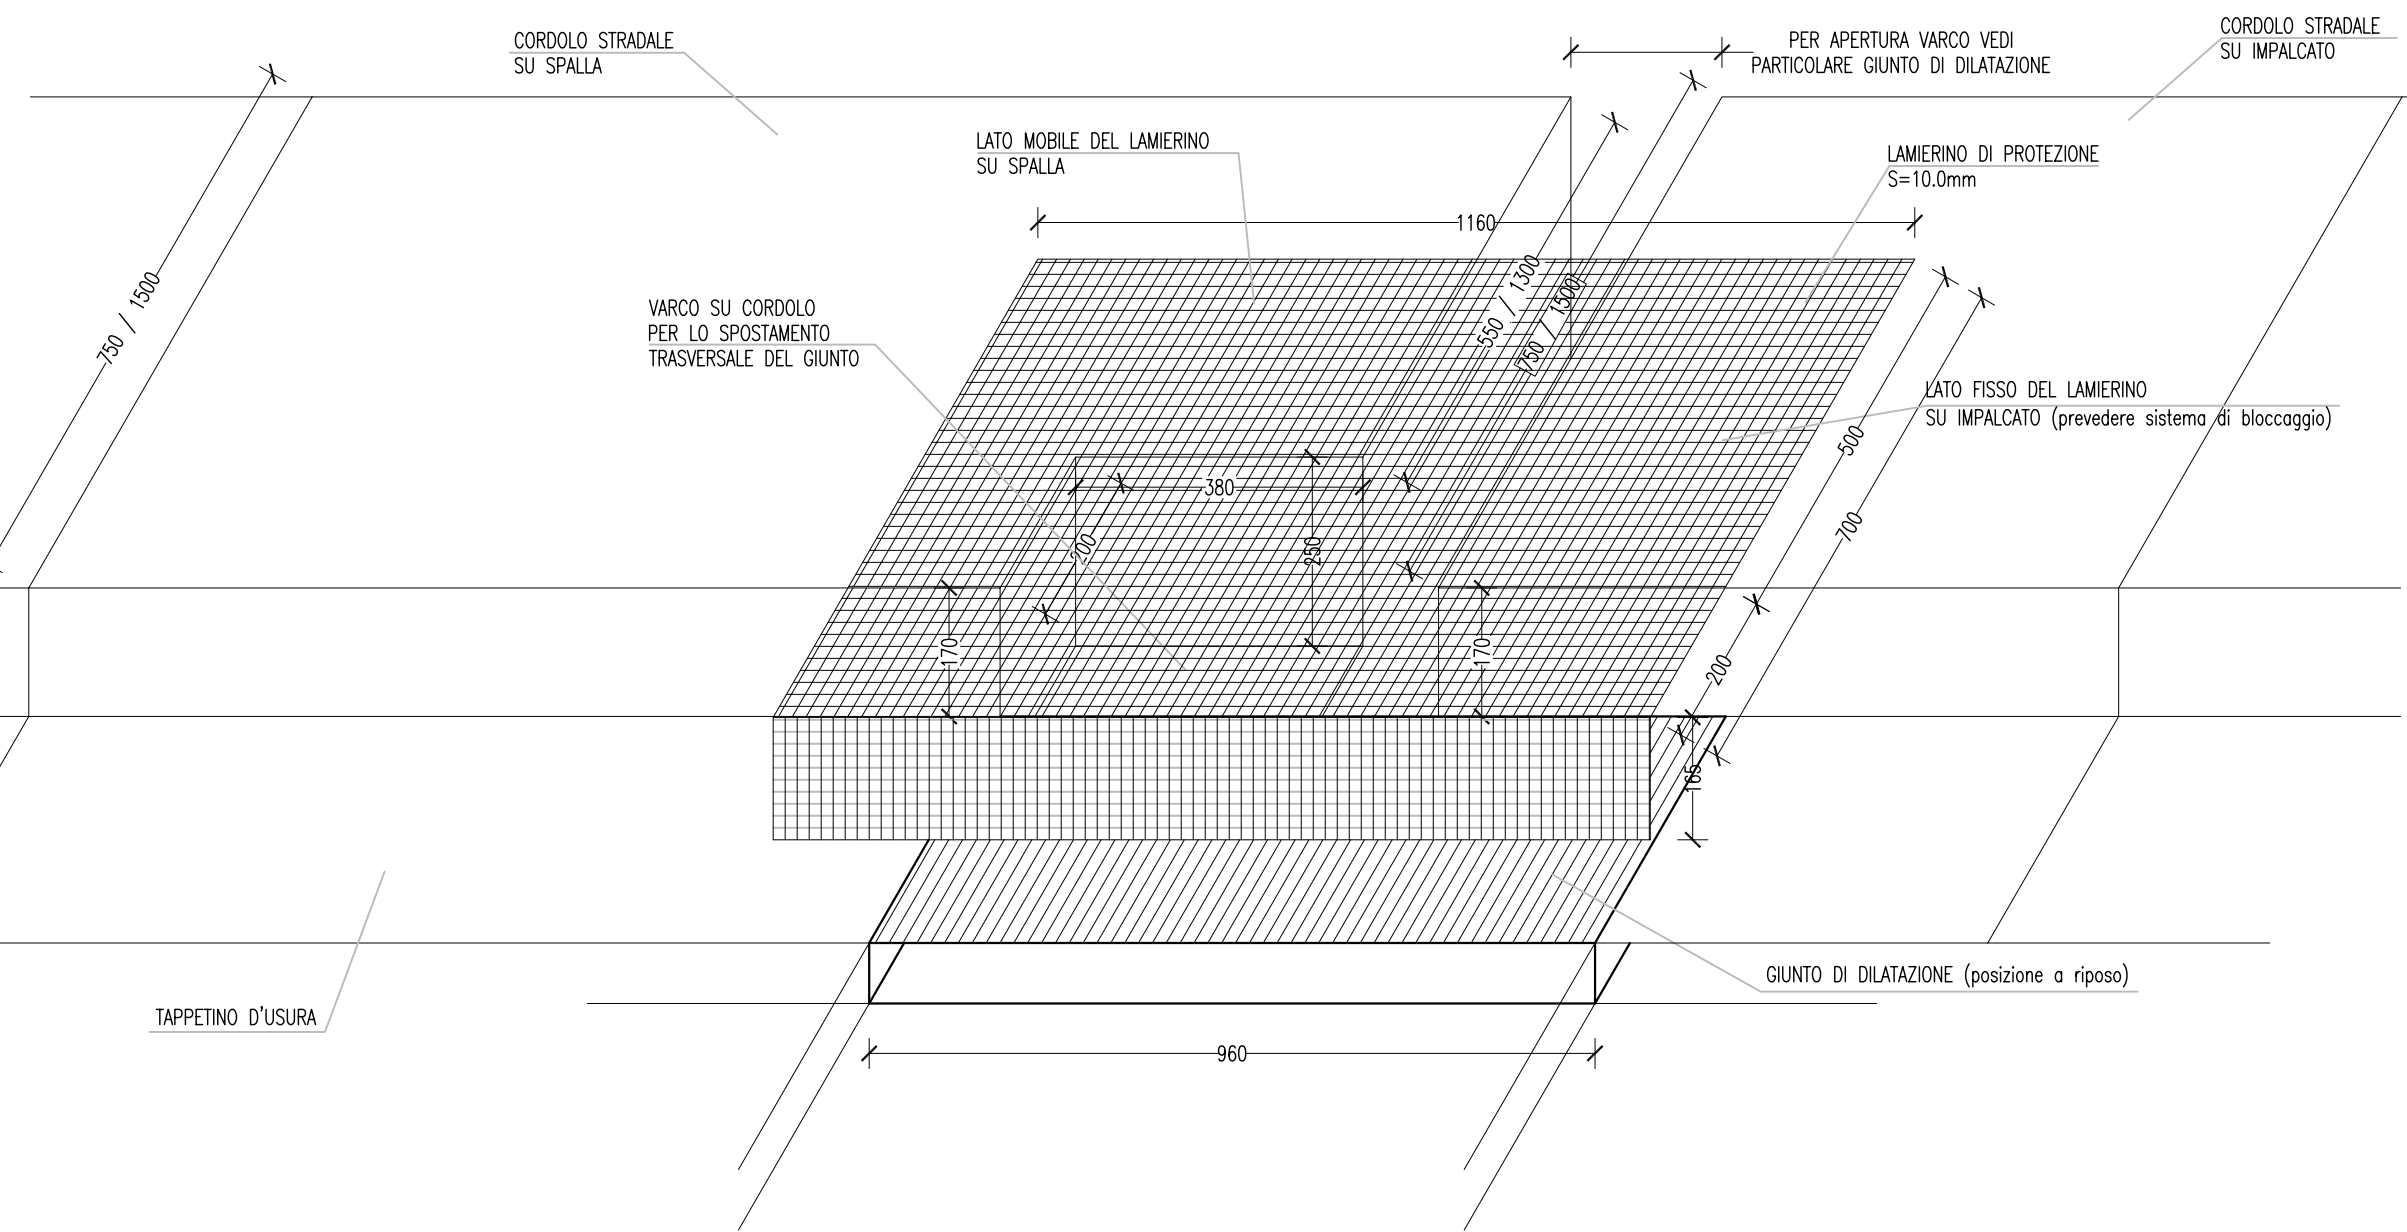 CORDOLO STRADALE
SU SPALLA
PER APERTURA VARCO VEDI
PARTICOLARE GIUNTO DI DILATAZIONE
CORDOLO STRADALE
SU IMPALCATO
LATO MOBILE DEL LAMIERINO
SU SPALLA
LAMIERINO DI PROTEZIONE
S=10.0mm
1160
750 / 1500
550 / 1300
750 / 1500
VARCO SU CORDOLO
PER LO SPOSTAMENTO
TRASVERSALE DEL GIUNTO
LATO FISSO DEL LAMIERINO
SU IMPALCATO (prevedere sistema di bloccaggio)
500
700
380
200
250
170
170
200
165
GIUNTO DI DILATAZIONE (posizione a riposo)
TAPPETINO D'USURA
960